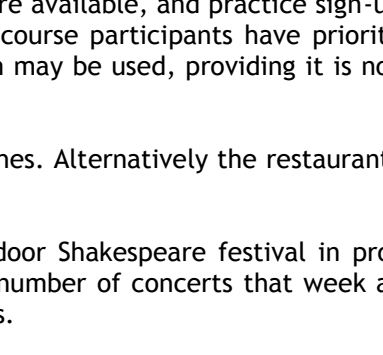 re available, and practice sign-u
course participants have priorit
may be used, providing it is no
nes. Alternatively the restaurant
door Shakespeare festival in pro
number of concerts that week a
s.